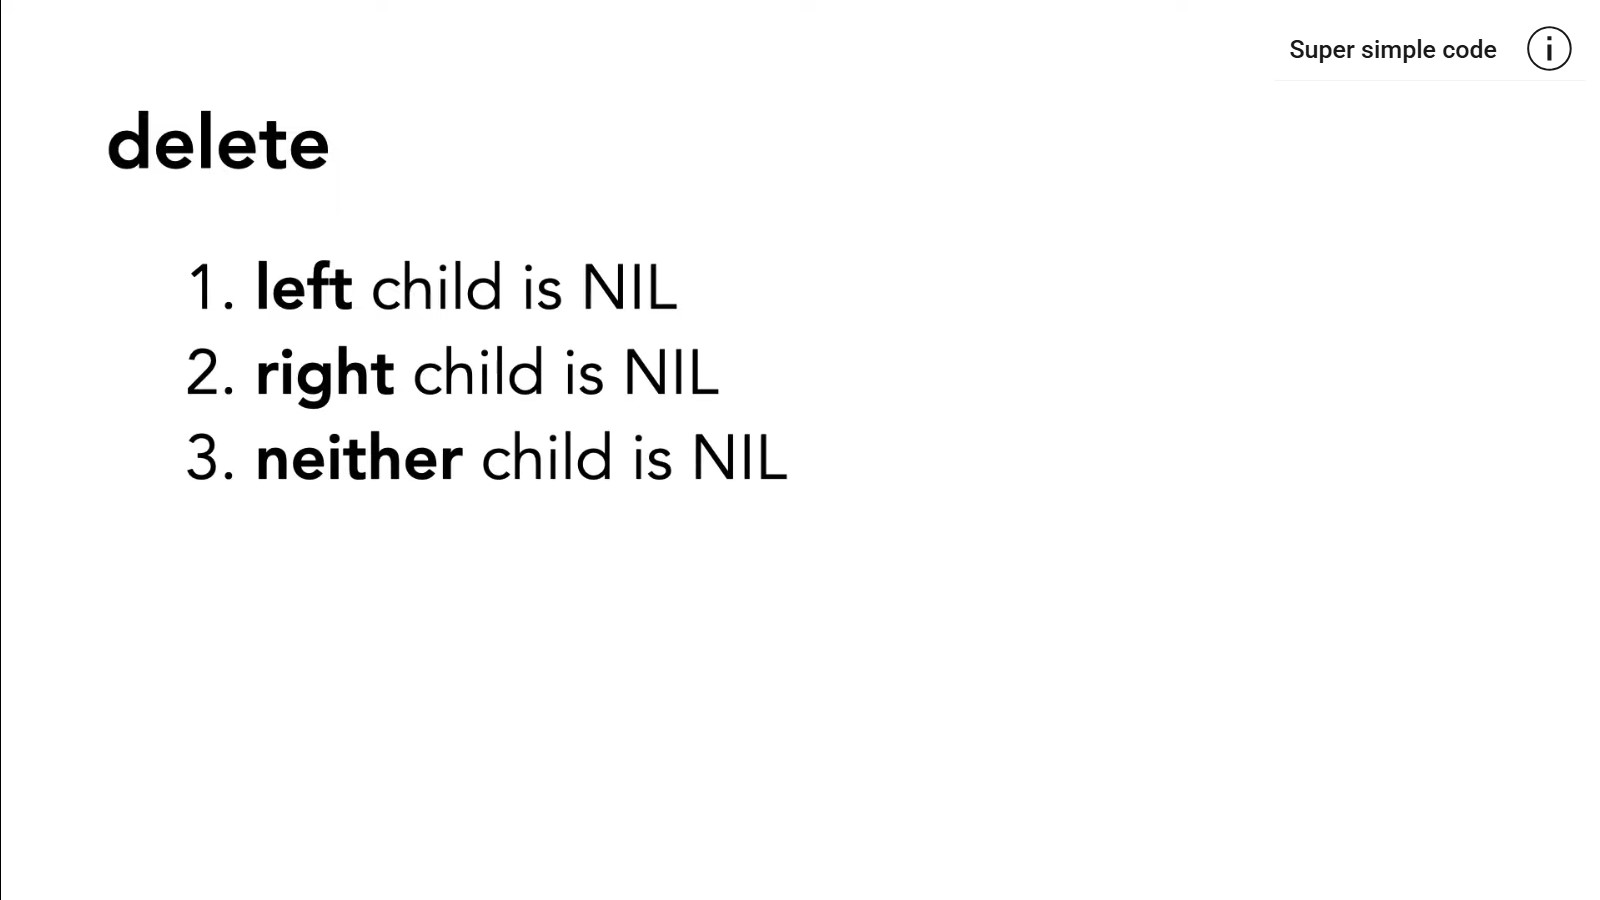 Super simple code
delete
1. left child is NIL
2. right child is NIL
3. neither child is NIL